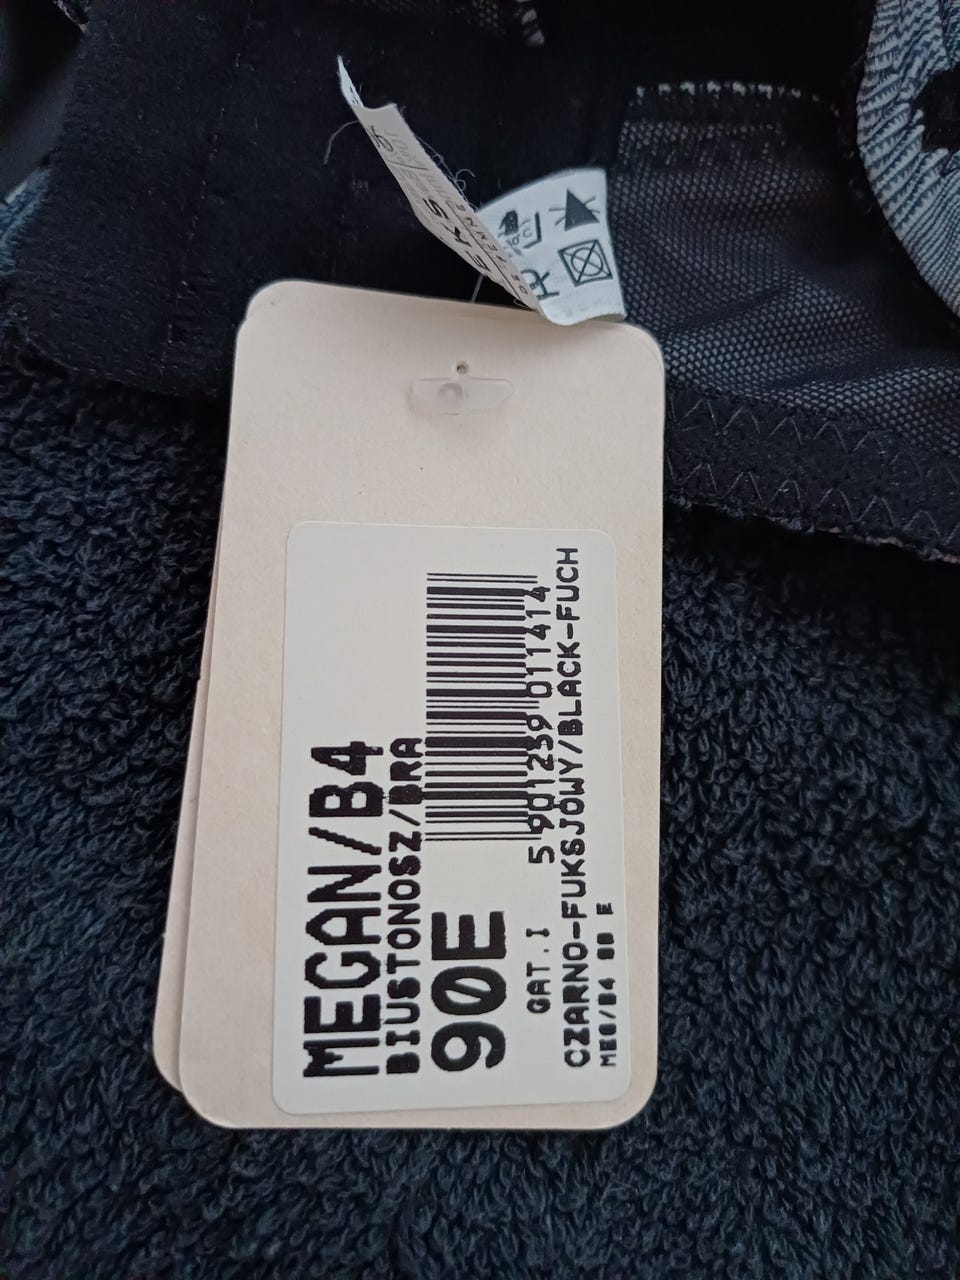 MEGAN/B4
BIUSTONOSZ/BRA
90E
GAT.I
5 901259 011414
CZARNO-FUKSJOWY/BLACK-FUCH
MEG/B4 90 E